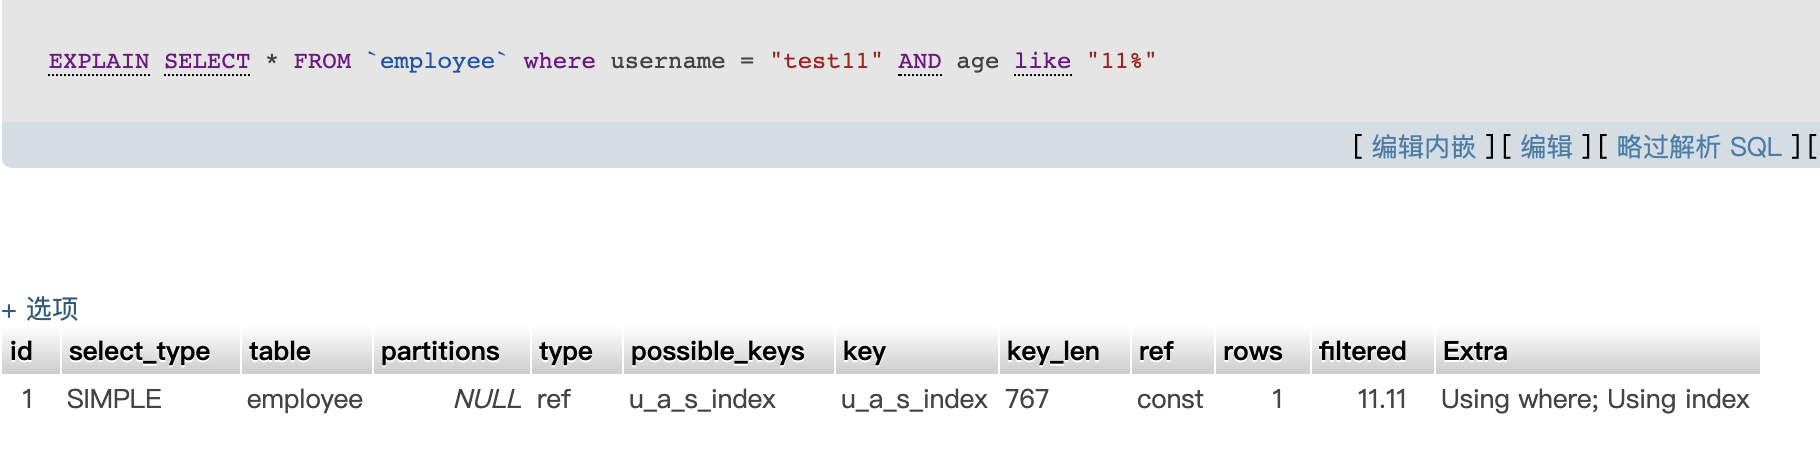 EXPLAIN SELECT * FROM `employee` where username = "test11" AND age like "11%"
[ 编辑内嵌 ] [ 编辑 ] [ 略过解析 SQL ] [
+ 选项
id select_type table partitions type possible_keys key key_len ref rows filtered Extra
1 SIMPLE employee NULL ref u_a_s_index u_a_s_index 767 const 1 11.11 Using where; Using index